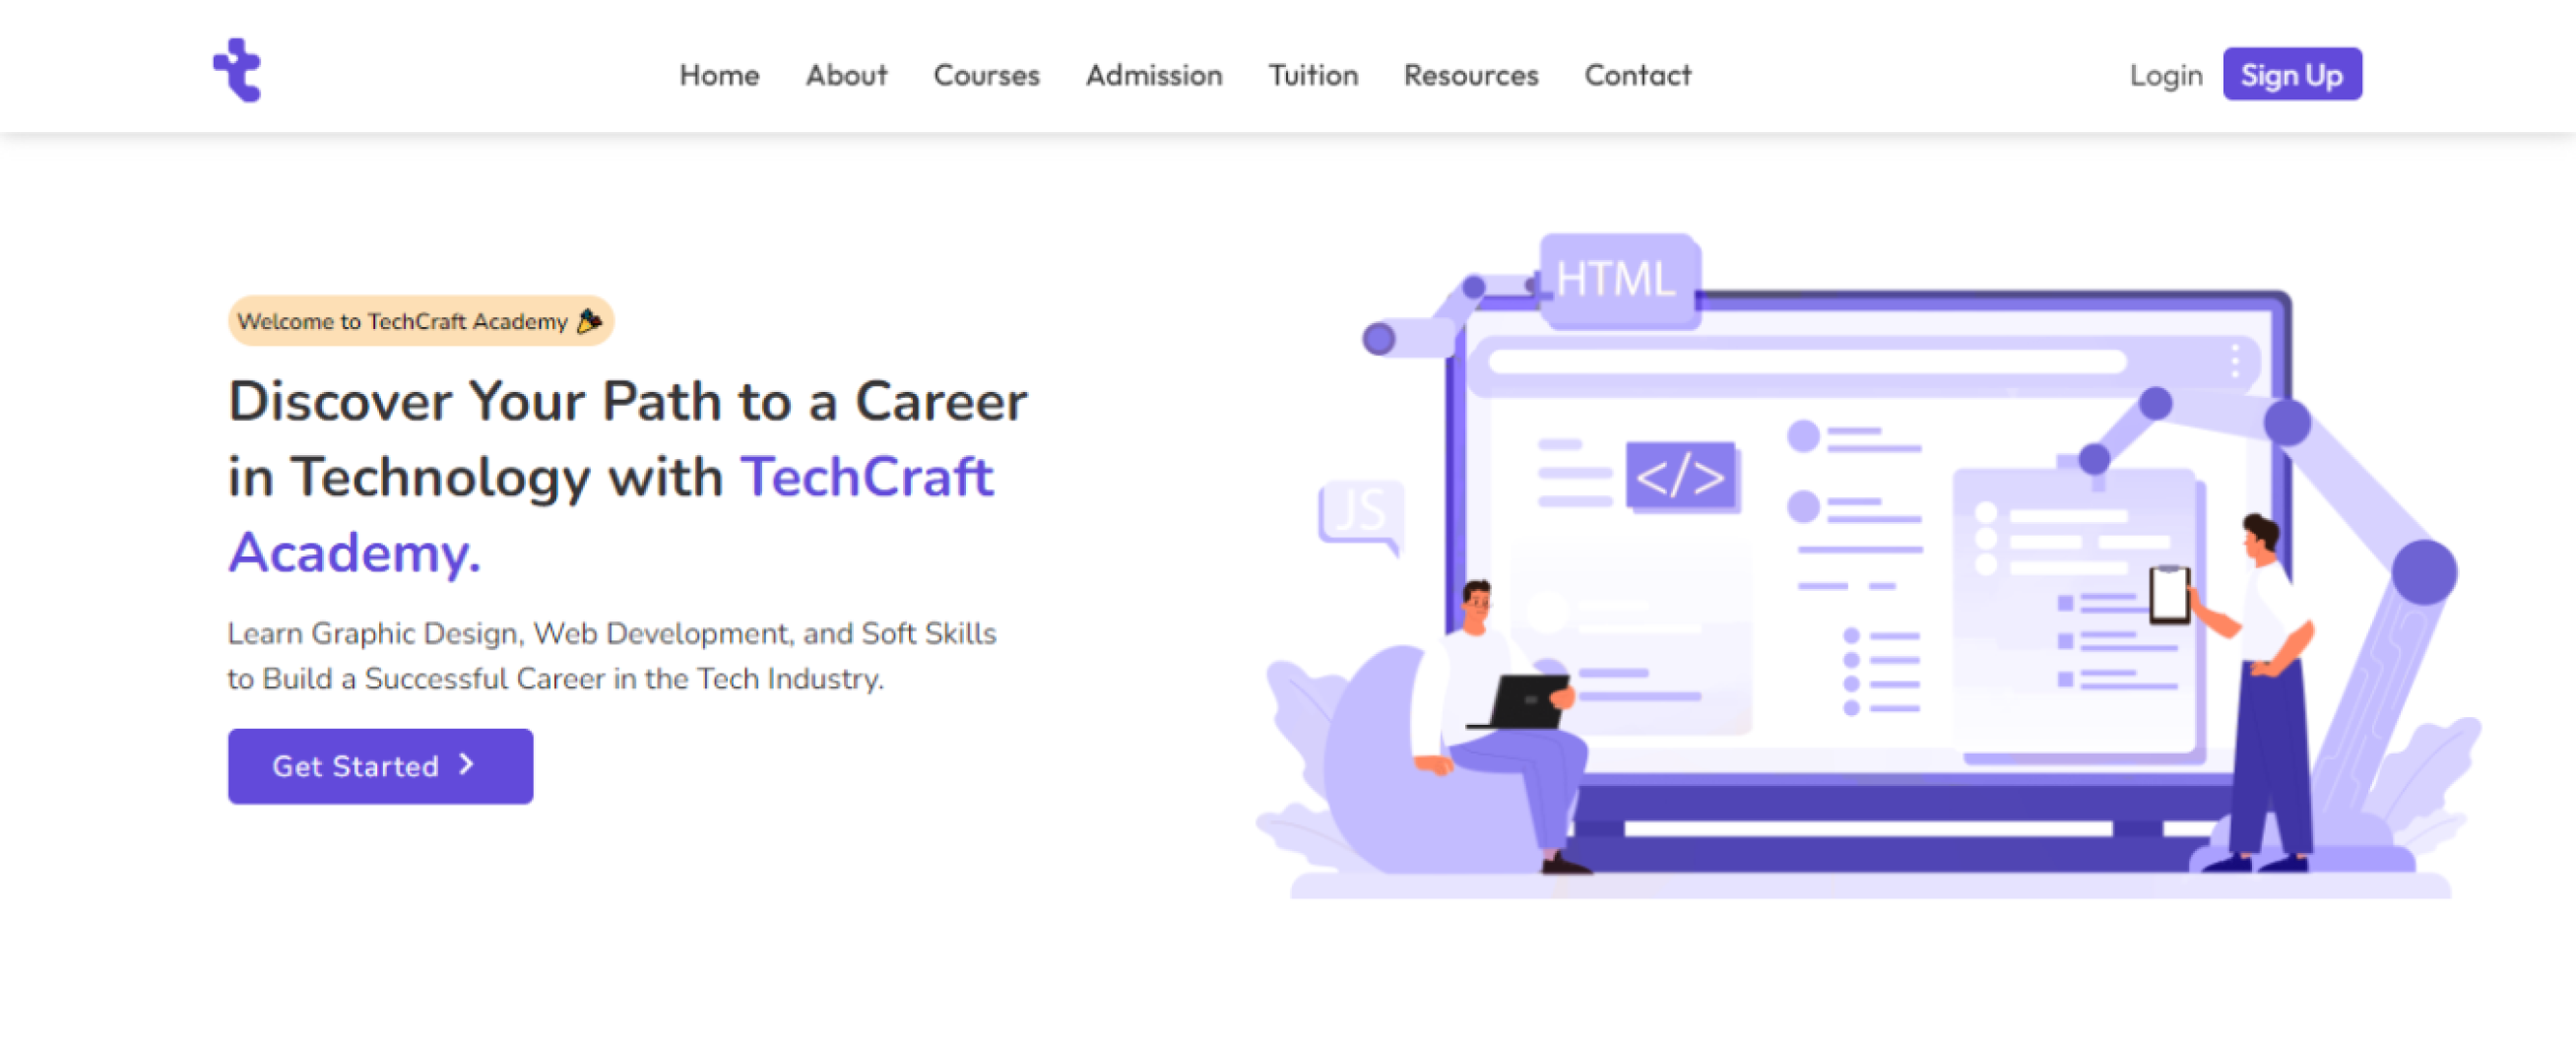 Home About Courses Admission Tuition Resources Contact Login Sign Up
Welcome to TechCraft Academy 🎉
Discover Your Path to a Career
in Technology with TechCraft
Academy.
Learn Graphic Design, Web Development, and Soft Skills
to Build a Successful Career in the Tech Industry.
Get Started >
HTML
</>
JS